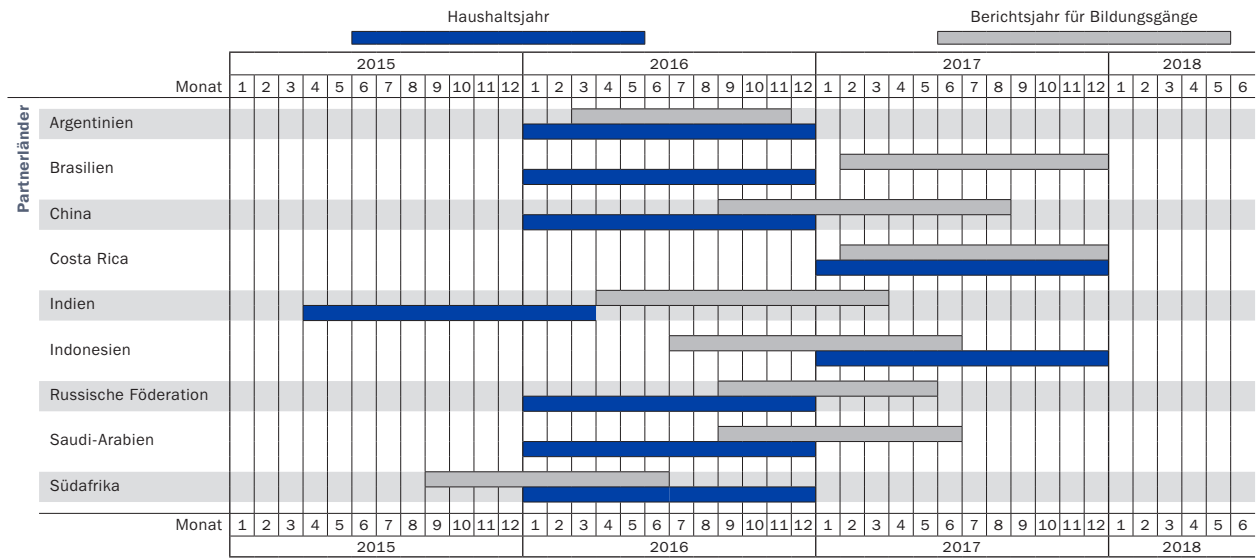 Haushaltsjahr Berichtsjahr für Bildungsgänge
2015 2016 2017 2018
Monat 1 2 3 4 5 6 7 8 9 10 11 12 1 2 3 4 5 6 7 8 9 10 11 12 1 2 3 4 5 6 7 8 9 10 11 12 1 2 3 4 5 6
Partnerländer
Argentinien
Brasilien
China
Costa Rica
Indien
Indonesien
Russische Föderation
Saudi-Arabien
Südafrika
Monat 1 2 3 4 5 6 7 8 9 10 11 12 1 2 3 4 5 6 7 8 9 10 11 12 1 2 3 4 5 6 7 8 9 10 11 12 1 2 3 4 5 6
2015 2016 2017 2018